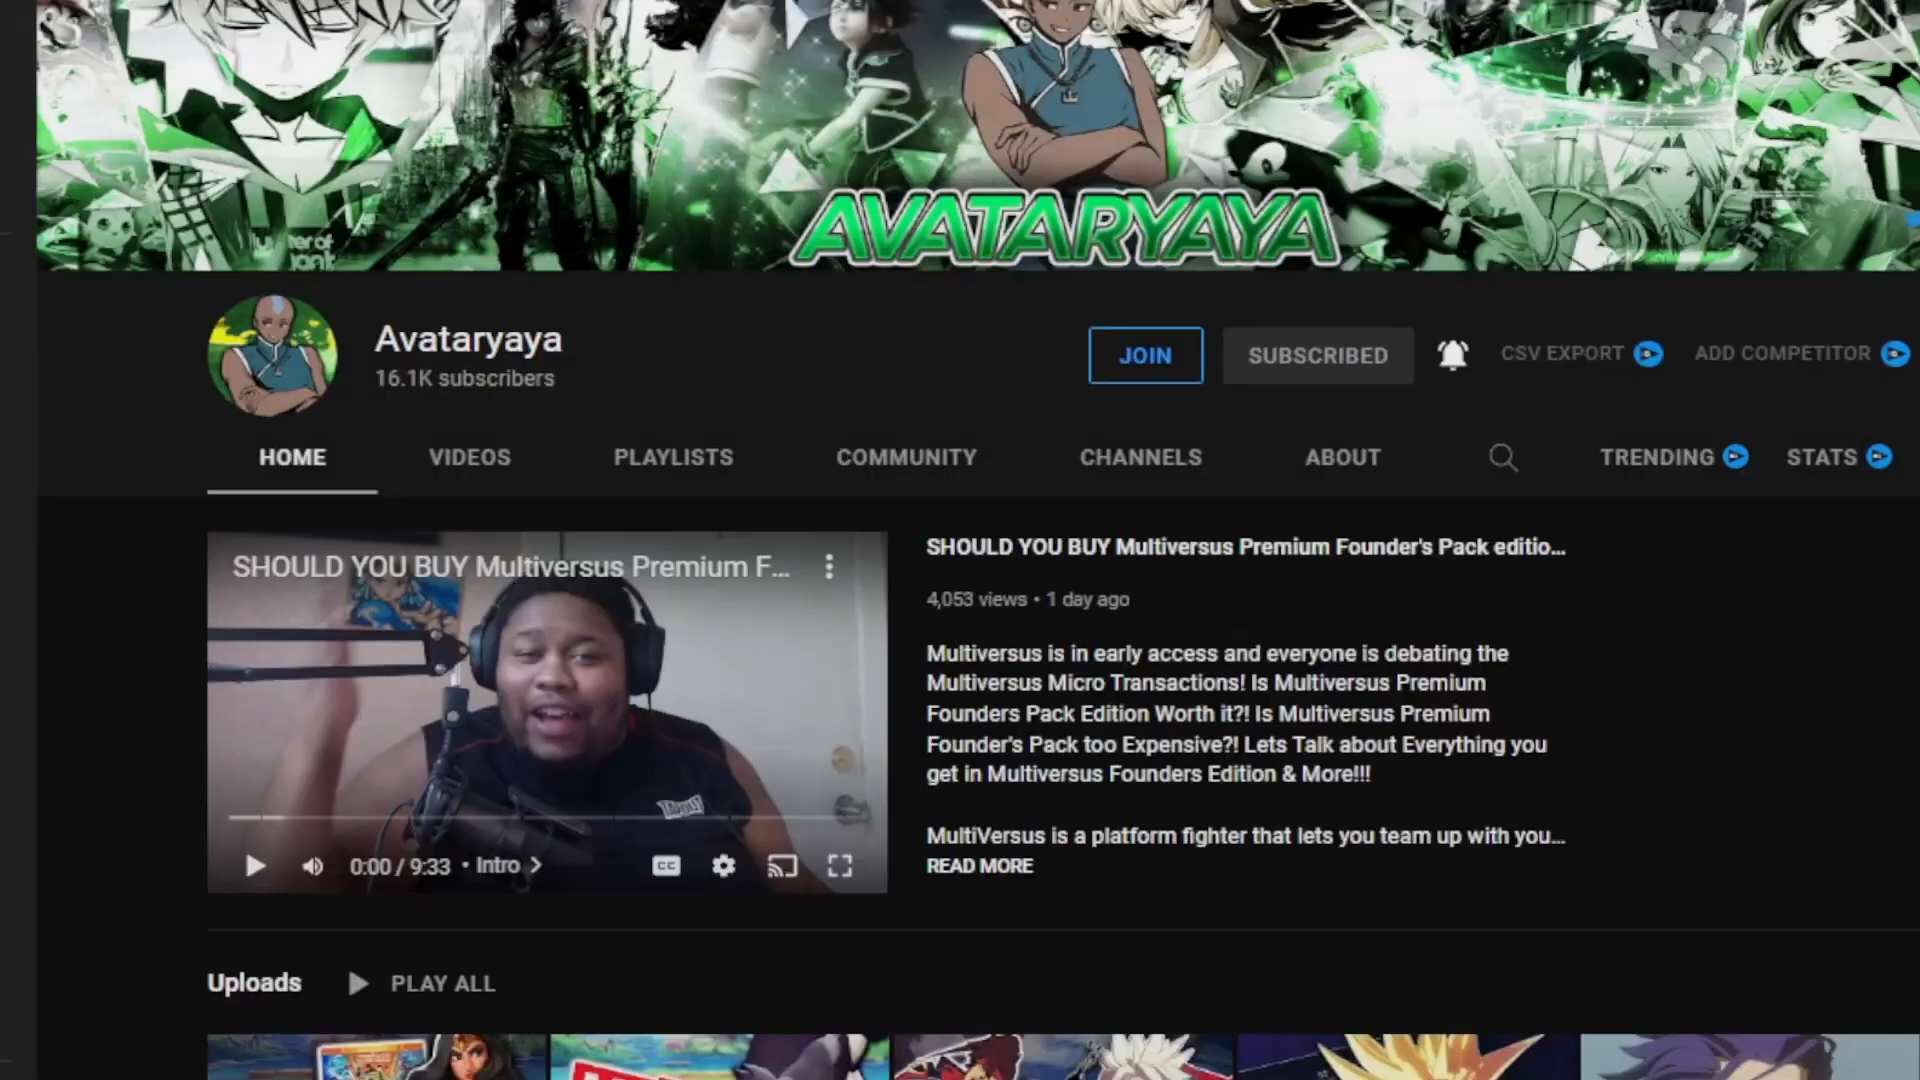 AVATARYAYA
Avataryaya
16.1K subscribers
JOIN
SUBSCRIBED
CSV EXPORT
ADD COMPETITOR
HOME
VIDEOS
PLAYLISTS
COMMUNITY
CHANNELS
ABOUT
TRENDING
STATS
SHOULD YOU BUY Multiversus Premium F...
0:00 / 9:33 • Intro
CC
SHOULD YOU BUY Multiversus Premium Founder's Pack editio...
4,053 views • 1 day ago
Multiversus is in early access and everyone is debating the
Multiversus Micro Transactions! Is Multiversus Premium
Founders Pack Edition Worth it?! Is Multiversus Premium
Founder's Pack too Expensive?! Lets Talk about Everything you
get in Multiversus Founders Edition & More!!!
MultiVersus is a platform fighter that lets you team up with you...
READ MORE
Uploads
PLAY ALL